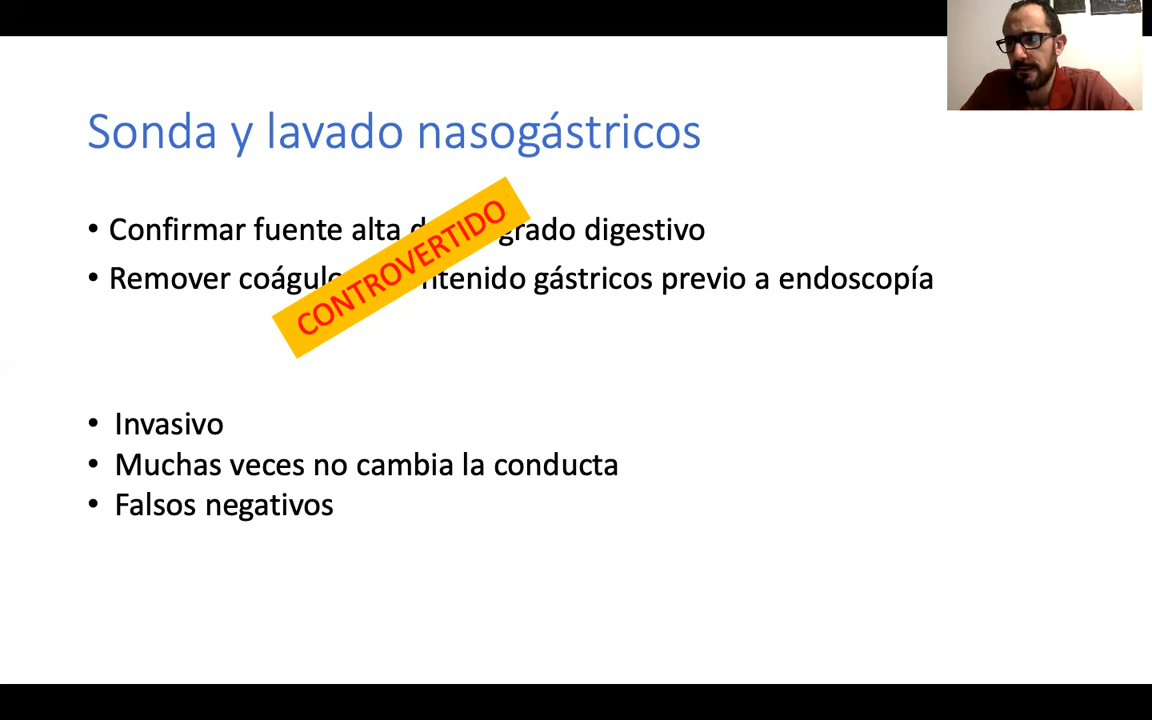 Sonda y lavado nasogástricos
• Confirmar fuente alta grado digestivo
• Remover coágulo ntenido gástricos previo a endoscopía
CONTROVERTIDO
• Invasivo
• Muchas veces no cambia la conducta
• Falsos negativos